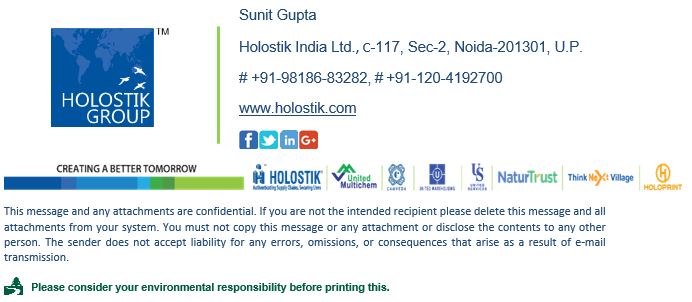 Sunit Gupta
Holostik India Ltd., C-117, Sec-2, Noida-201301, U.P.
# +91-98186-83282, # +91-120-4192700
www.holostik.com
TM
HOLOSTIK
GROUP
CREATING A BETTER TOMORROW
HOLOSTIK
Authenticating Supply Chains, Securing Lives
United
Multichem
US
UNITED SERVICES
NaturTrust
Think NeXt Village
HOLOPRINT
This message and any attachments are confidential. If you are not the intended recipient please delete this message and all
attachments from your system. You must not copy this message or any attachment or disclose the contents to any other
person. The sender does not accept liability for any errors, omissions, or consequences that arise as a result of e-mail
transmission.
Please consider your environmental responsibility before printing this.